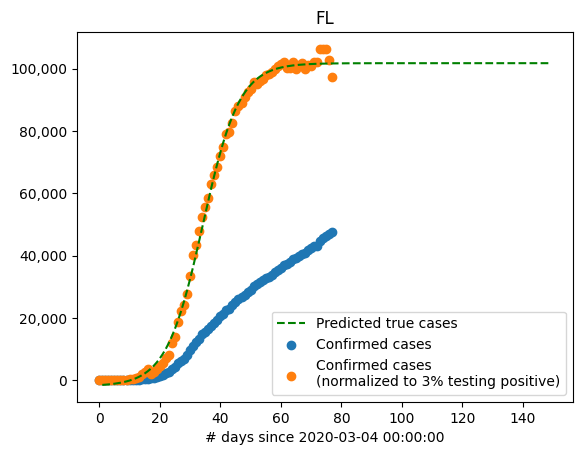 FL
100,000
80,000
60,000
40,000
20,000
0
0 20 40 60 80 100 120 140
# days since 2020-03-04 00:00:00
Predicted true cases
Confirmed cases
Confirmed cases
(normalized to 3% testing positive)